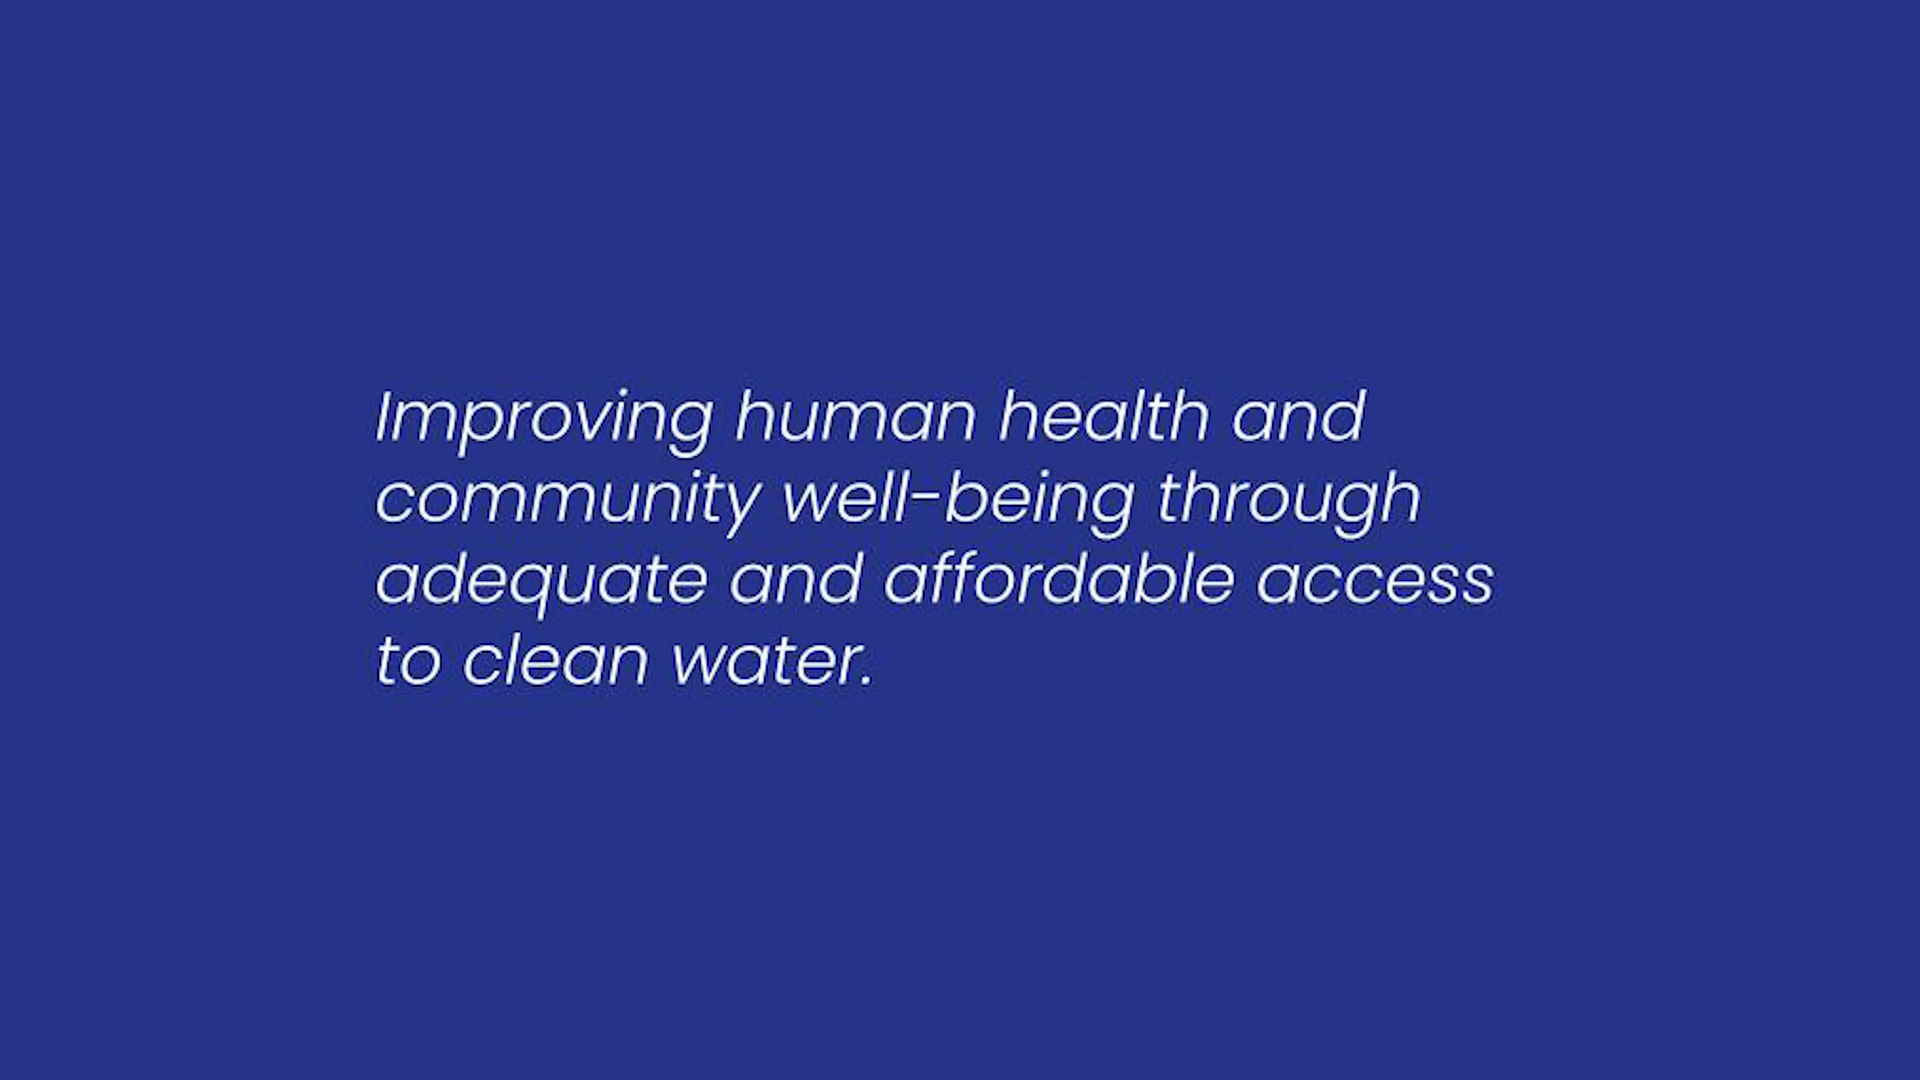 Improving human health and
community well-being through
adequate and affordable access
to clean water.